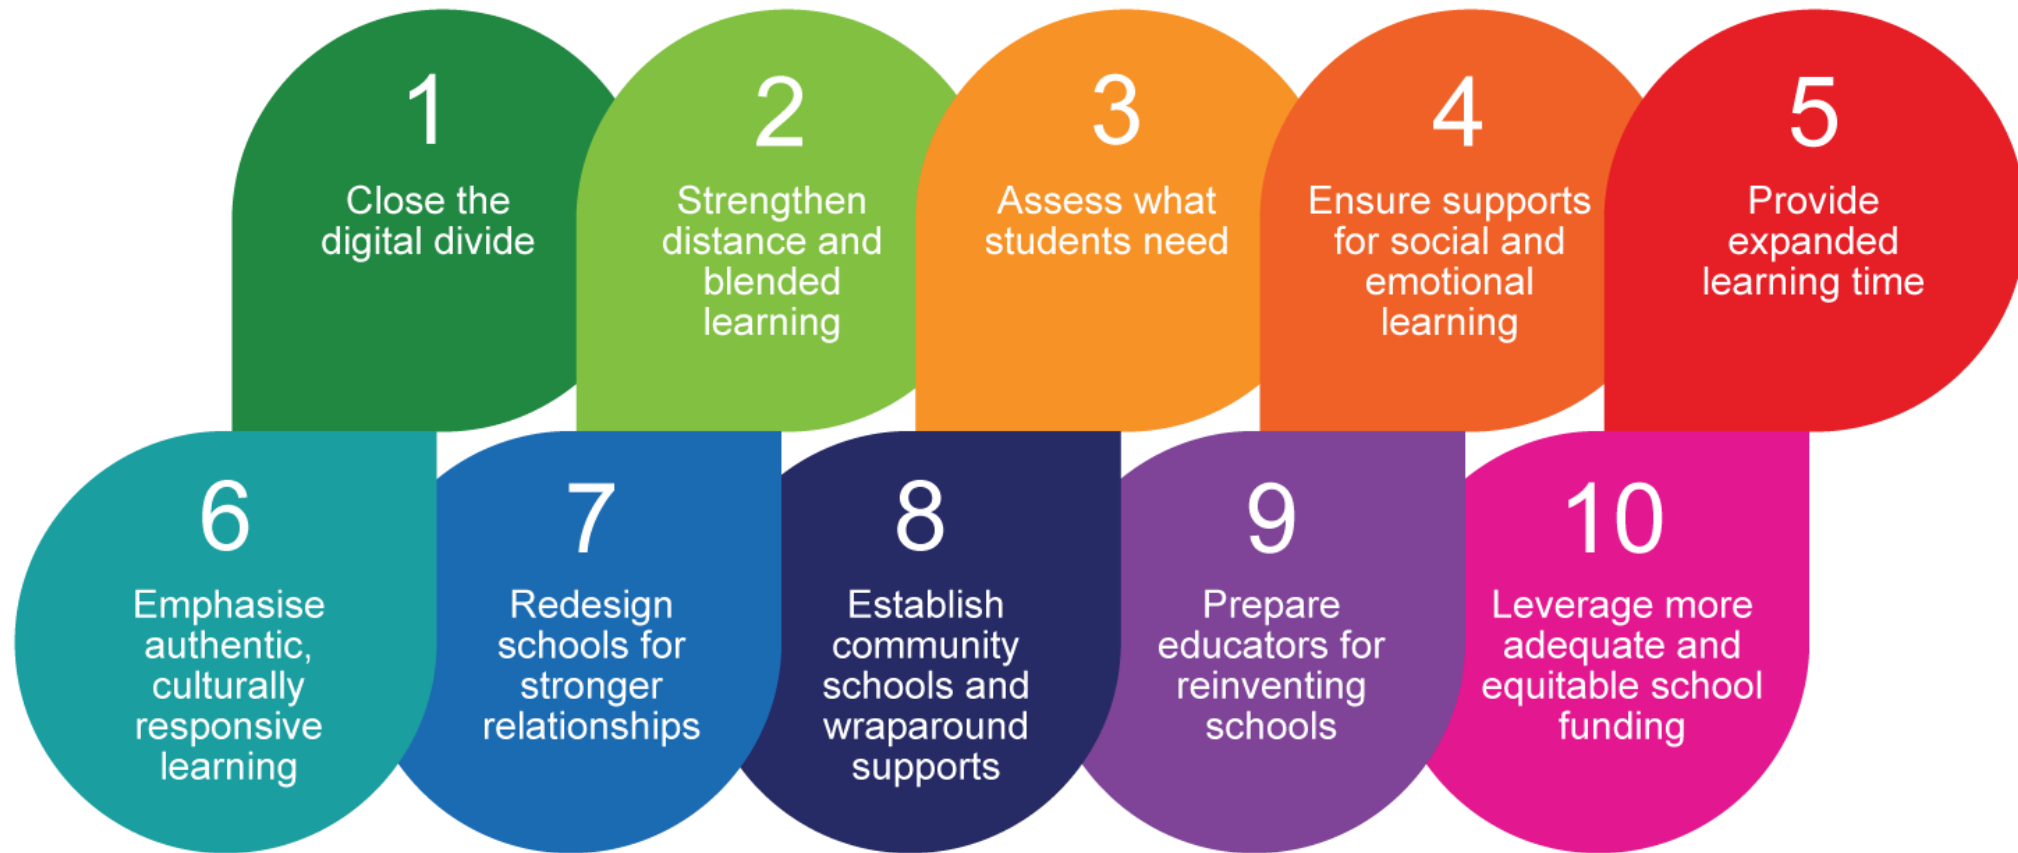 1
Close the
digital divide
2
Strengthen
distance and
blended
learning
3
Assess what
students need
4
Ensure supports
for social and
emotional
learning
5
Provide
expanded
learning time
6
Emphasise
authentic,
culturally
responsive
learning
7
Redesign
schools for
stronger
relationships
8
Establish
community
schools and
wraparound
supports
9
Prepare
educators for
reinventing
schools
10
Leverage more
adequate and
equitable school
funding